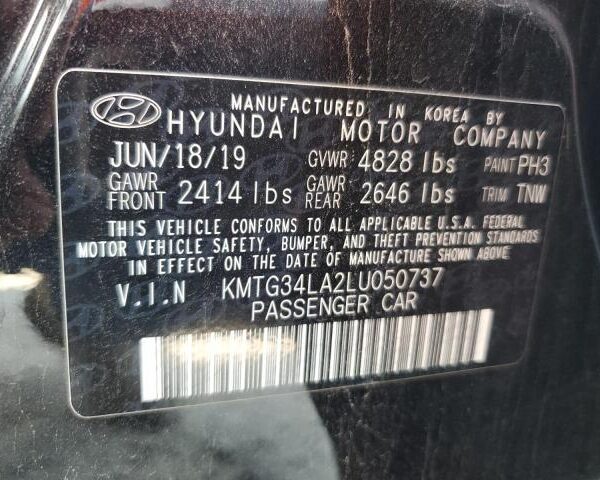 MANUFACTURED IN KOREA BY
HYUNDAI MOTOR COMPANY
JUN/18/19 GVWR 4828 lbs PAINT PH3
GAWR FRONT 2414 lbs GAWR REAR 2646 lbs TRIM TNW
THIS VEHICLE CONFORMS TO ALL APPLICABLE U.S.A. FEDERAL
MOTOR VEHICLE SAFETY, BUMPER, AND THEFT PREVENTION STANDARDS
IN EFFECT ON THE DATE OF MANUFACTURE SHOWN ABOVE
V.I.N KMTG34LA2LU050737
PASSENGER CAR